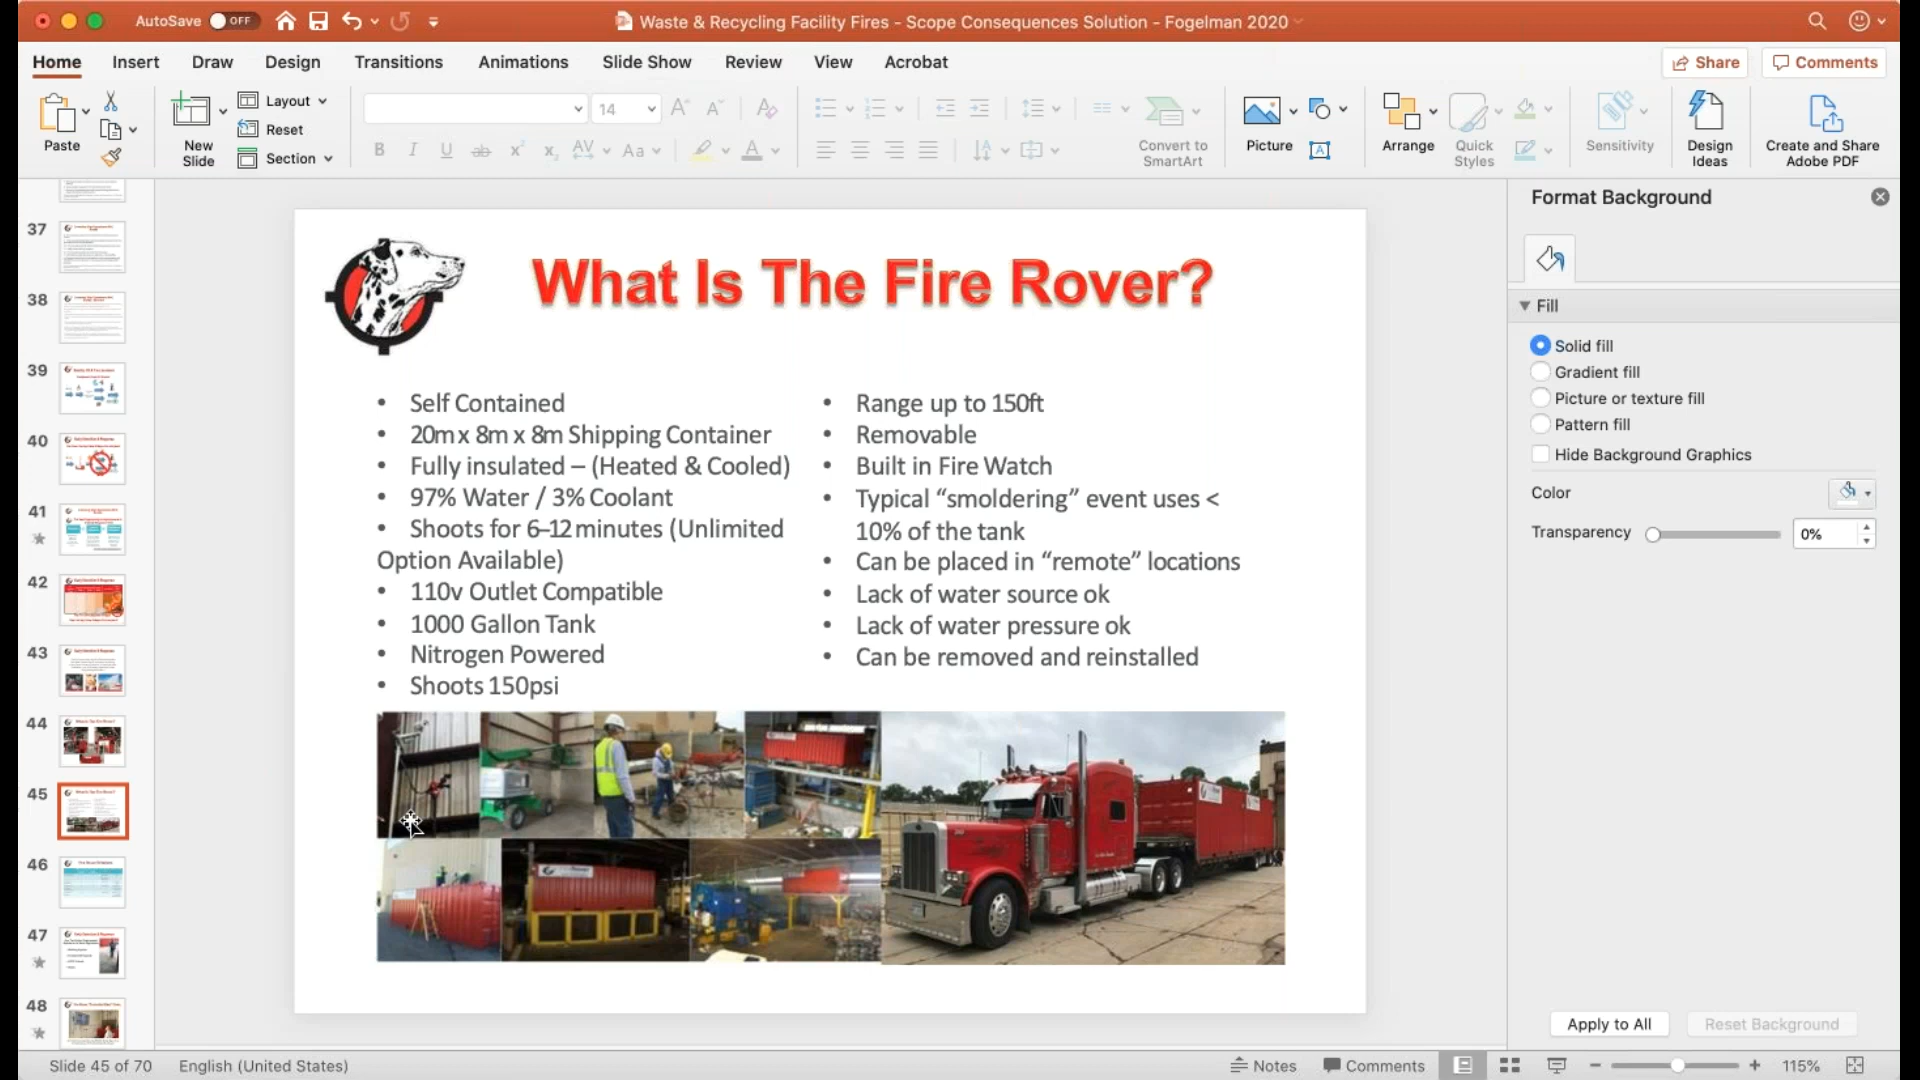 AutoSave OFF
Waste & Recycling Facility Fires - Scope Consequences Solution - Fogelman 2020
Home Insert Draw Design Transitions Animations Slide Show Review View Acrobat
Share Comments
Paste
New Slide
Layout
Reset
Section
14
Convert to SmartArt
Picture
Arrange
Quick Styles
Sensitivity
Design Ideas
Create and Share Adobe PDF
37
38
39
40
41
42
43
44
45
46
47
48
What Is The Fire Rover?
• Self Contained
• 20m x 8m x 8m Shipping Container
• Fully insulated – (Heated & Cooled)
• 97% Water / 3% Coolant
• Shoots for 6–12 minutes (Unlimited
Option Available)
• 110v Outlet Compatible
• 1000 Gallon Tank
• Nitrogen Powered
• Shoots 150psi
• Range up to 150ft
• Removable
• Built in Fire Watch
• Typical “smoldering” event uses <
10% of the tank
• Can be placed in “remote” locations
• Lack of water source ok
• Lack of water pressure ok
• Can be removed and reinstalled
Format Background
Fill
Solid fill
Gradient fill
Picture or texture fill
Pattern fill
Hide Background Graphics
Color
Transparency 0%
Apply to All Reset Background
Slide 45 of 70 English (United States)
Notes Comments 115%